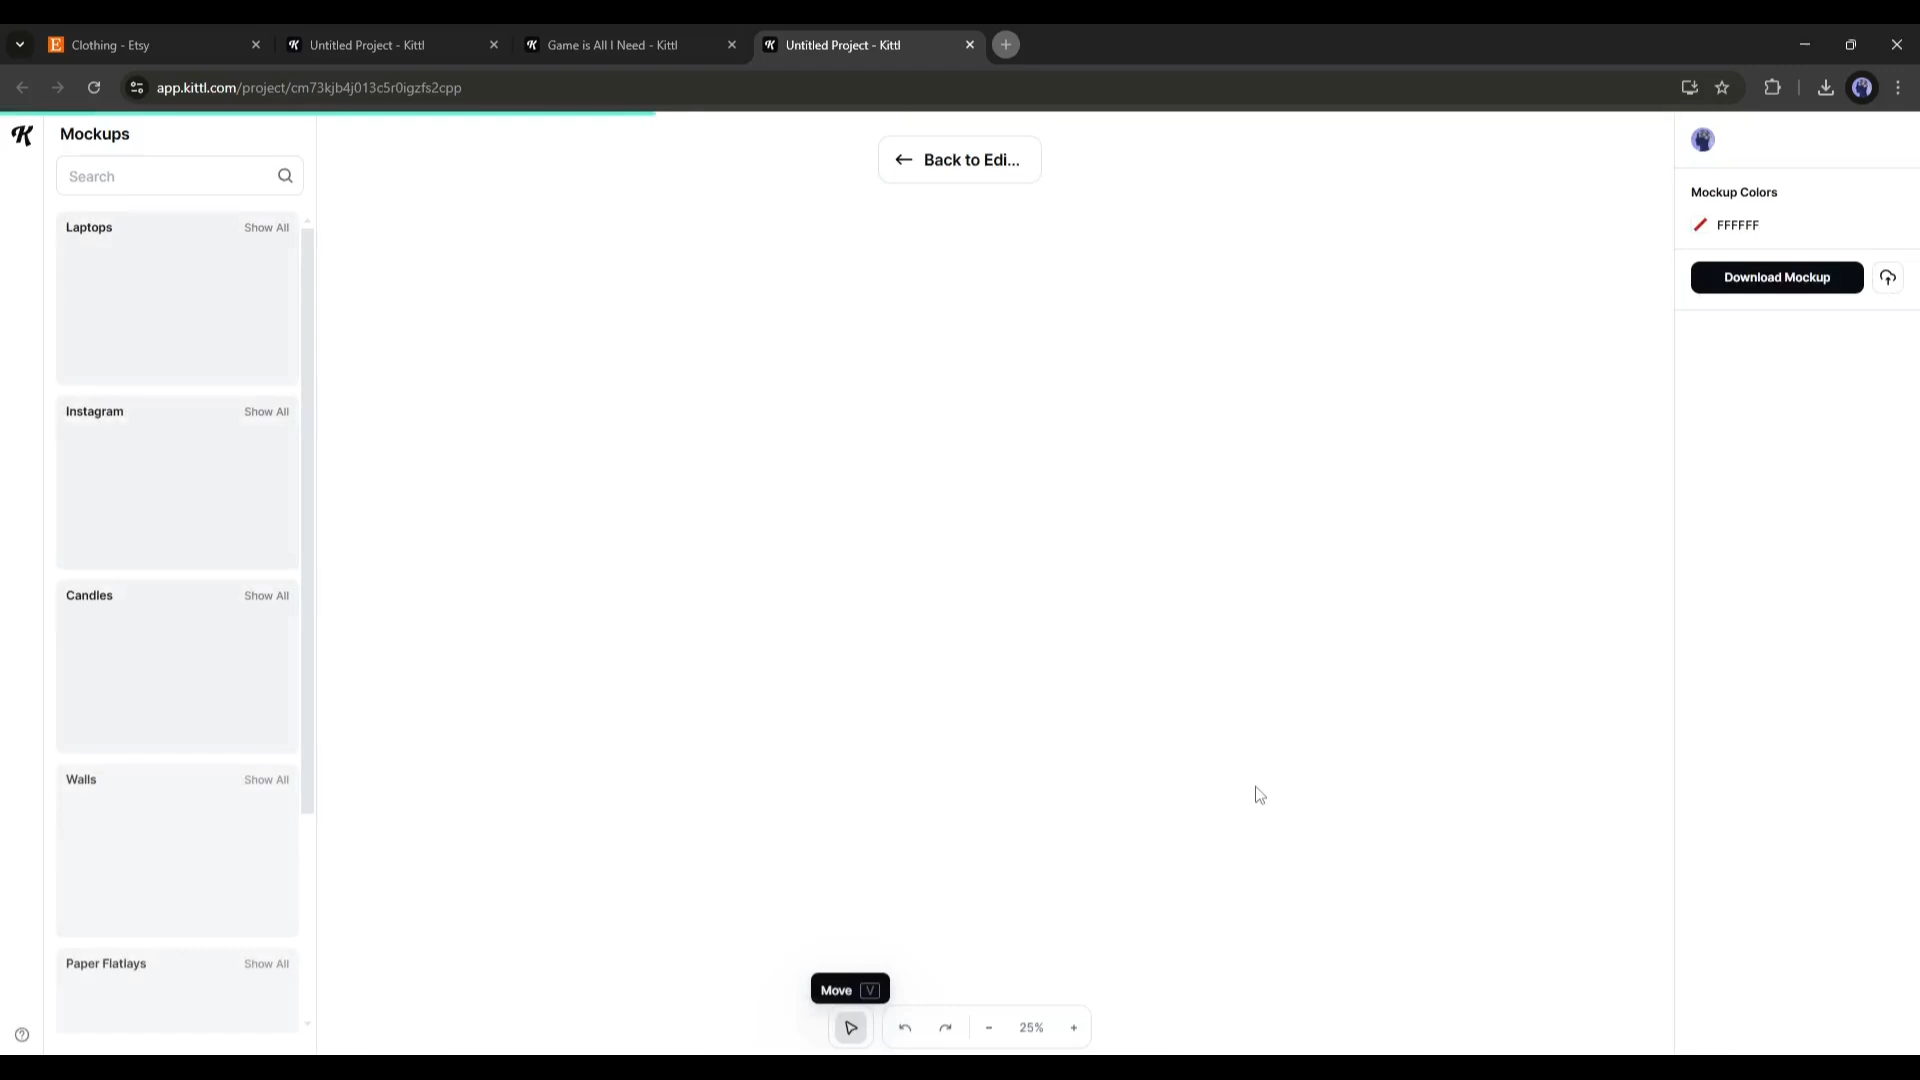 Clothing - Etsy
Untitled Project - Kittl
Game is All I Need - Kittl
Untitled Project - Kittl
app.kittl.com/project/cm73kjb4j013c5r0igzfs2cpp
Mockups
Search
Laptops Show All
Instagram Show All
Candles Show All
Walls Show All
Paper Flatlays Show All
Back to Edi...
Mockup Colors
FFFFFF
Download Mockup
Move V
25%